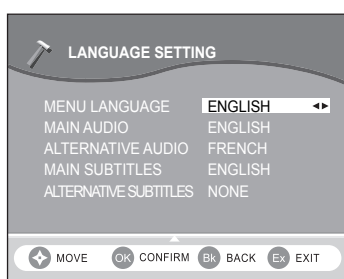 LANGUAGE SETTING
MENU LANGUAGE ENGLISH
MAIN AUDIO ENGLISH
ALTERNATIVE AUDIO FRENCH
MAIN SUBTITLES ENGLISH
ALTERNATIVE SUBTITLES NONE
MOVE OK CONFIRM Bk BACK Ex EXIT